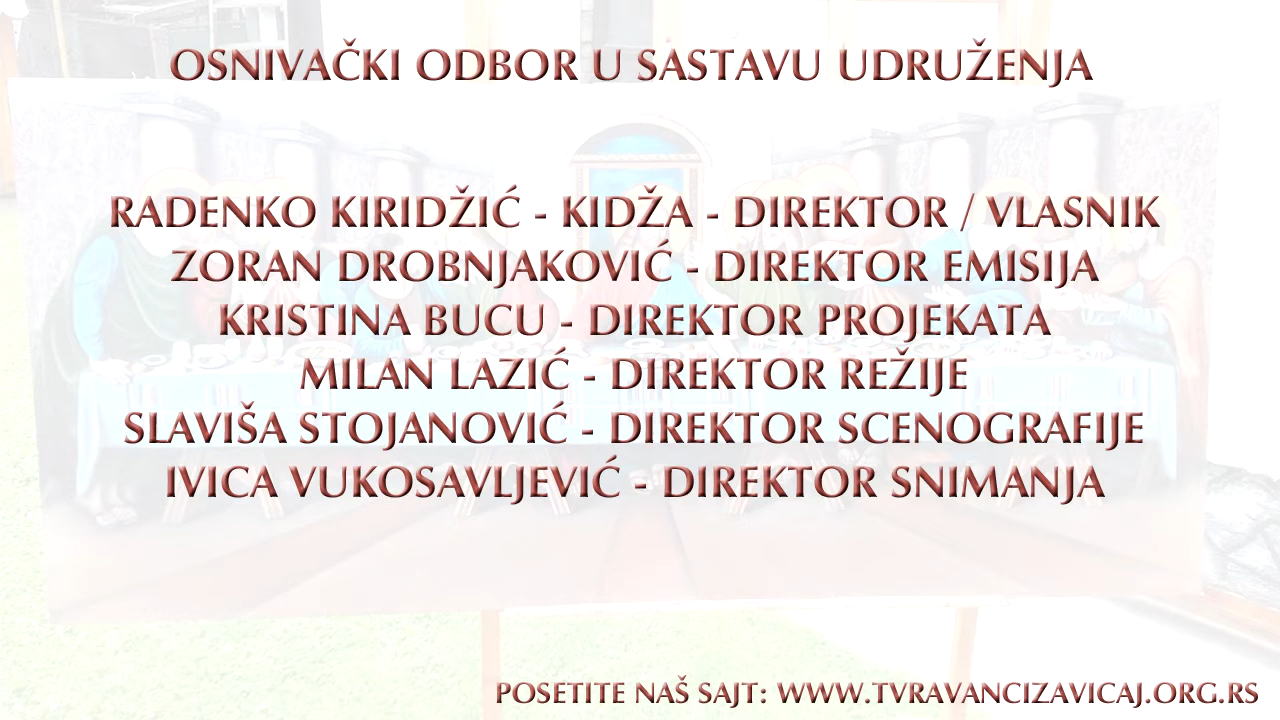 OSNIVAČKI ODBOR U SASTAVU UDRUŽENJA
RADENKO KIRIDŽIĆ - KIDŽA - DIREKTOR / VLASNIK
ZORAN DROBNJAKOVIĆ - DIREKTOR EMISIJA
KRISTINA BUCU - DIREKTOR PROJEKATA
MILAN LAZIĆ - DIREKTOR REŽIJE
SLAVIŠA STOJANOVIĆ - DIREKTOR SCENOGRAFIJE
IVICA VUKOSAVLJEVIĆ - DIREKTOR SNIMANJA
POSETITE NAŠ SAJT: WWW.TVRAVANCIZAVICAJ.ORG.RS